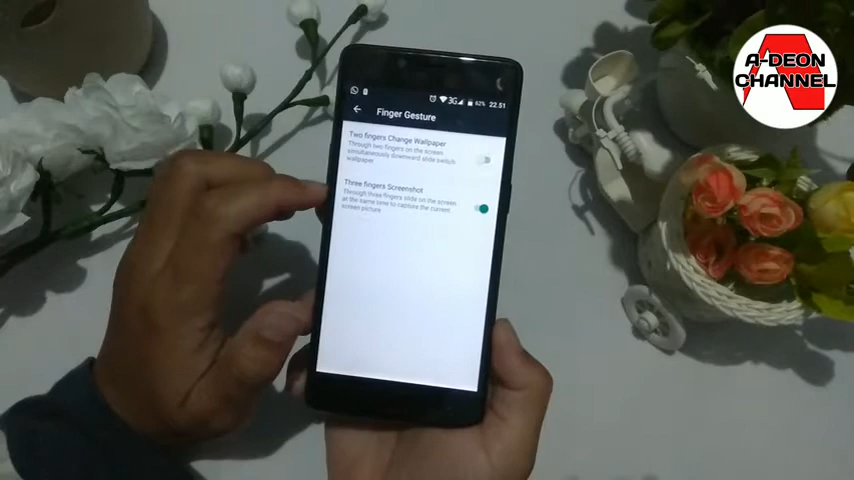 A-DEON
CHANNEL
3G 62% 22.51
Finger Gesture
Two fingers Change Wallpaper
Through two fingers on the screen
simultaneously downward slide switch
wallpaper
Three fingers Screenshot
Through three fingers slide on the screen
at the same time to capture the current
screen picture